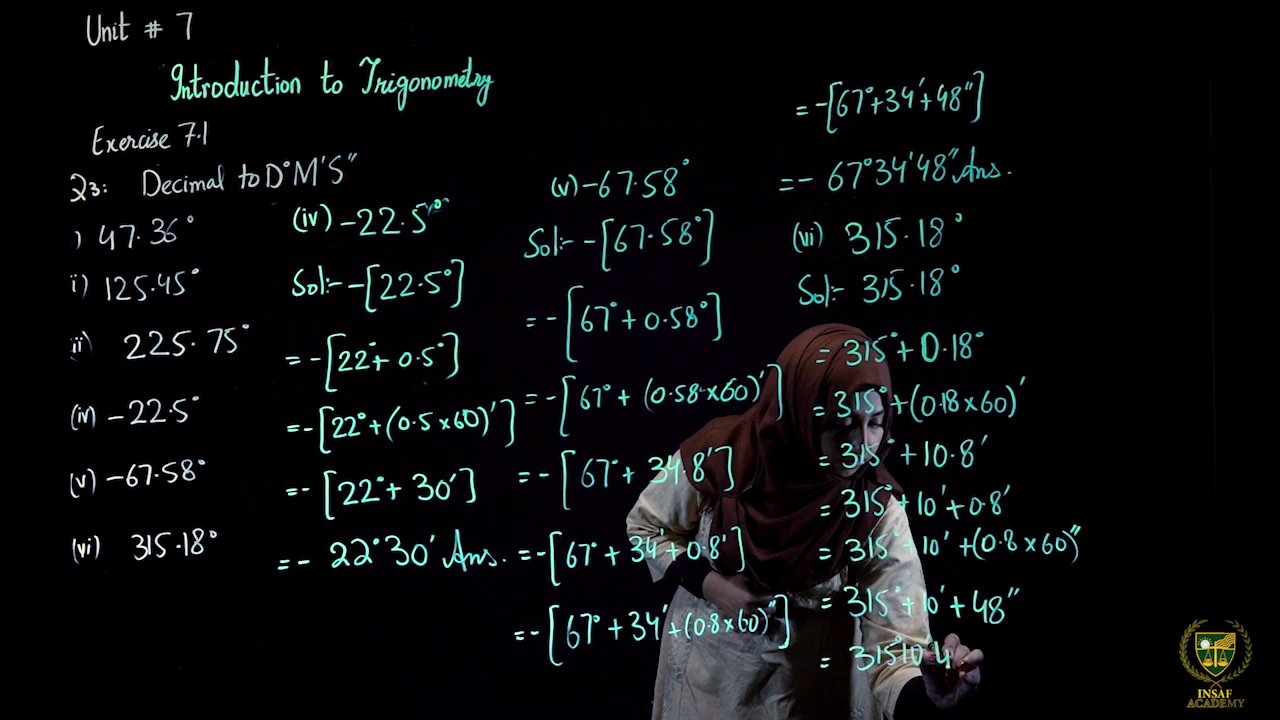 Unit # 7
Introduction to Trigonometry
Exercise 7.1
Q3: Decimal to D°M'S"
i) 47.36°
ii) 125.45°
iii) 225.75°
(iv) -22.5°
(v) -67.58°
(vi) 315.18°
(iv) -22.5°
Sol:- -[22.5°]
= -[22° + 0.5°]
= -[22° + (0.5 x 60)']
= -[22° + 30']
= - 22°30' Ans.
(v) -67.58°
Sol:- -[67.58°]
= -[67° + 0.58°]
= -[67° + (0.58 x 60)']
= -[67° + 34.8']
= -[67° + 34' + 0.8']
= -[67° + 34' + (0.8 x 60)"]
= -[67° + 34' + 48"]
= - 67°34'48" Ans.
(vi) 315.18°
Sol:- 315.18°
= 315° + 0.18°
= 315° + (0.18 x 60)'
= 315° + 10.8'
= 315° + 10' + 0.8'
= 315° + 10' + (0.8 x 60)"
= 315° + 10' + 48"
= 315°10'4
INSAF
ACADEMY